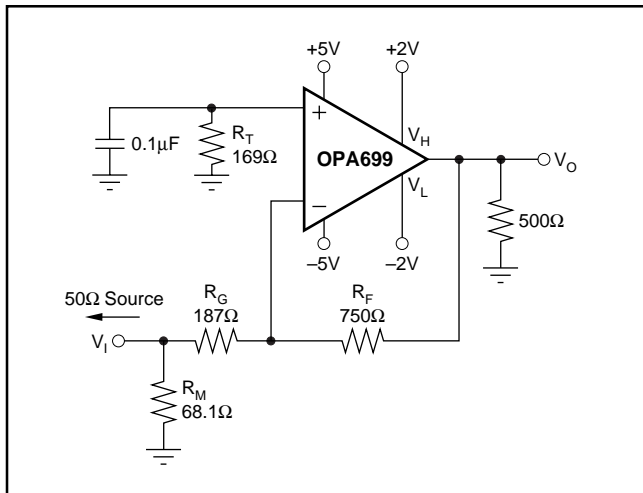 +5V
+2V
+
0.1µF
R_T
169Ω
V_H
OPA699
V_O
V_L
–
500Ω
–5V
–2V
50Ω Source
R_G
187Ω
R_F
750Ω
V_I
R_M
68.1Ω